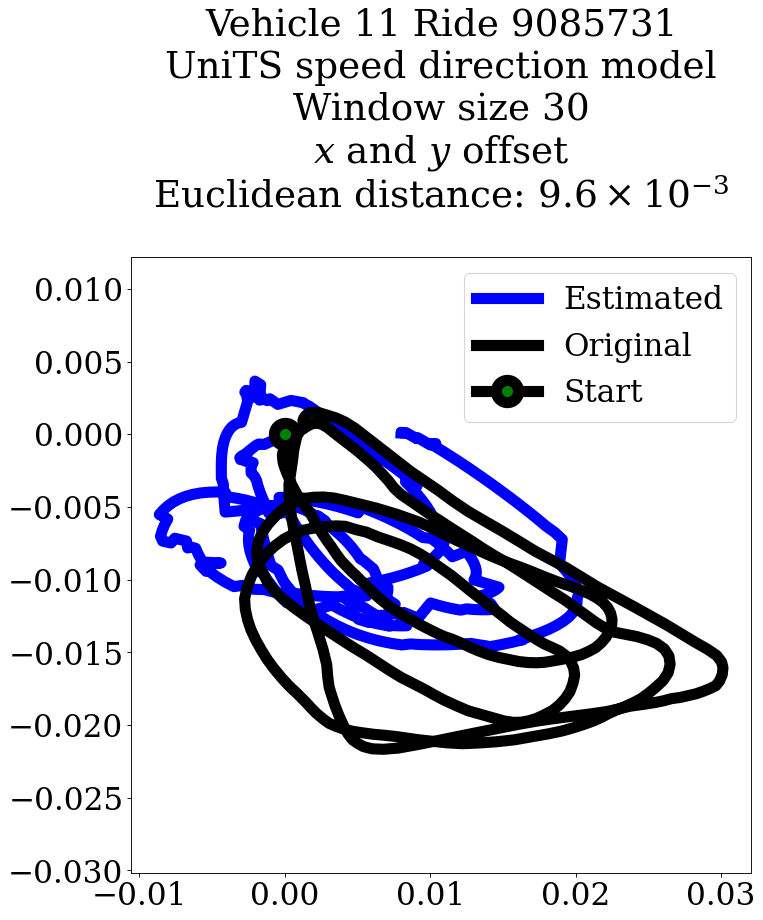 Vehicle 11 Ride 9085731
UniTS speed direction model
Window size 30
x and y offset
Euclidean distance: 9.6 × 10⁻³
Estimated
Original
Start
0.010
0.005
0.000
−0.005
−0.010
−0.015
−0.020
−0.025
−0.030
−0.01 0.00 0.01 0.02 0.03